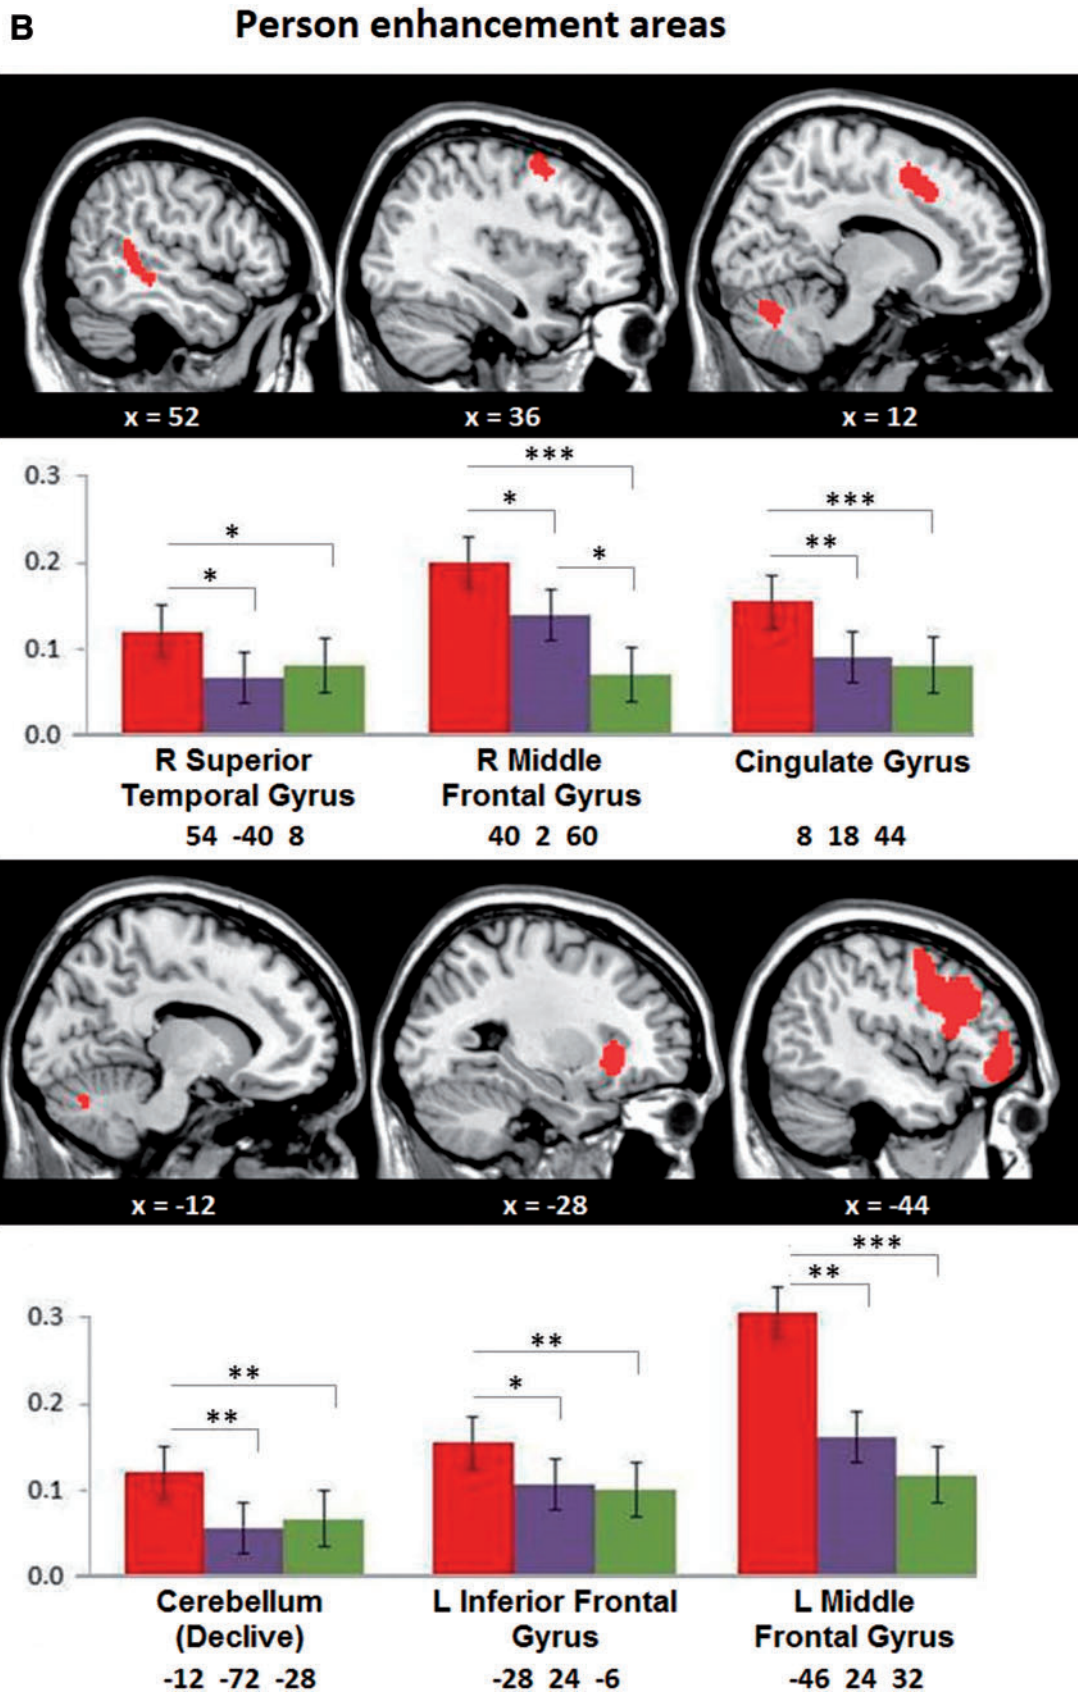 B
Person enhancement areas
x = 52
x = 36
x = 12
0.3
0.2
0.1
0.0
*
*
***
*
*
***
**
R Superior
Temporal Gyrus
54 -40 8
R Middle
Frontal Gyrus
40 2 60
Cingulate Gyrus
8 18 44
x = -12
x = -28
x = -44
0.3
0.2
0.1
0.0
**
**
**
*
***
**
Cerebellum
(Declive)
-12 -72 -28
L Inferior Frontal
Gyrus
-28 24 -6
L Middle
Frontal Gyrus
-46 24 32